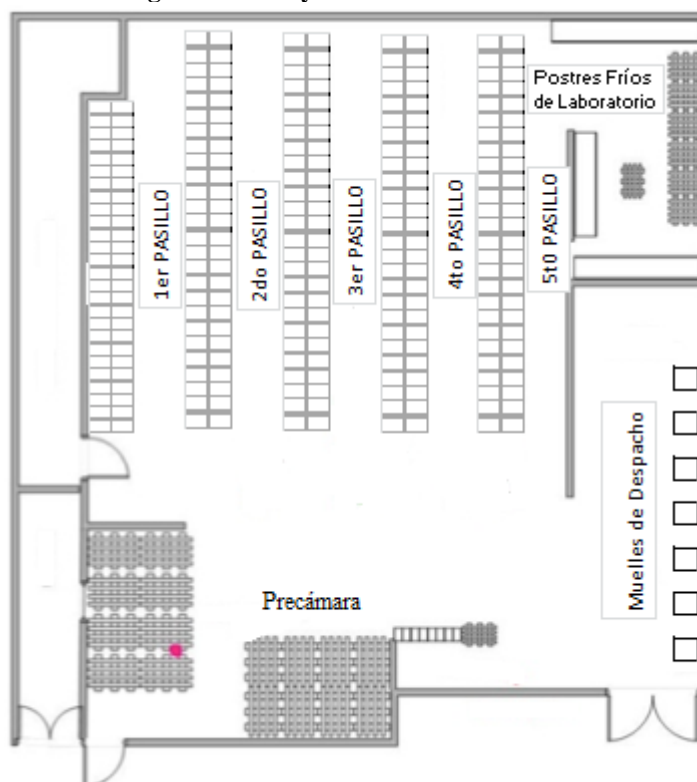 Postres Fríos
de Laboratorio
1er PASILLO
2do PASILLO
3er PASILLO
4to PASILLO
5t0 PASILLO
Muelles de Despacho
Precámara